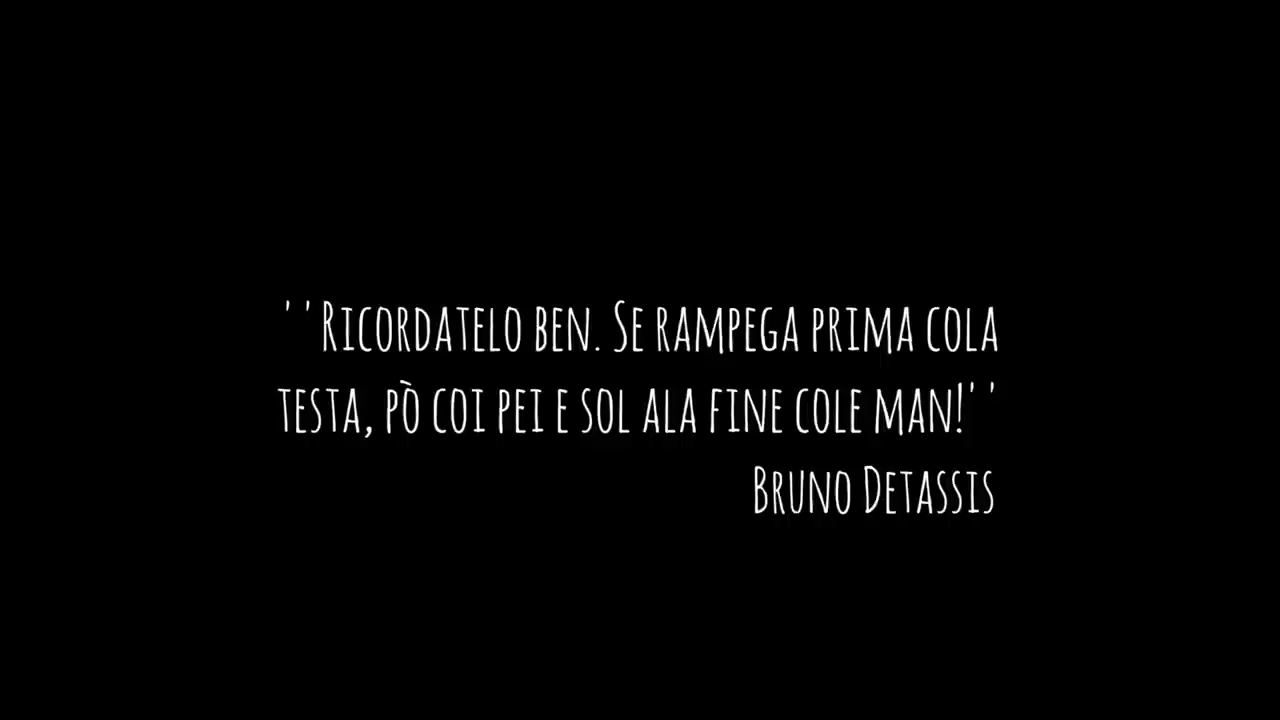 ''Ricordatelo ben. Se rampega prima cola
testa, pò coi pei e sol ala fine cole man!''
Bruno Detassis